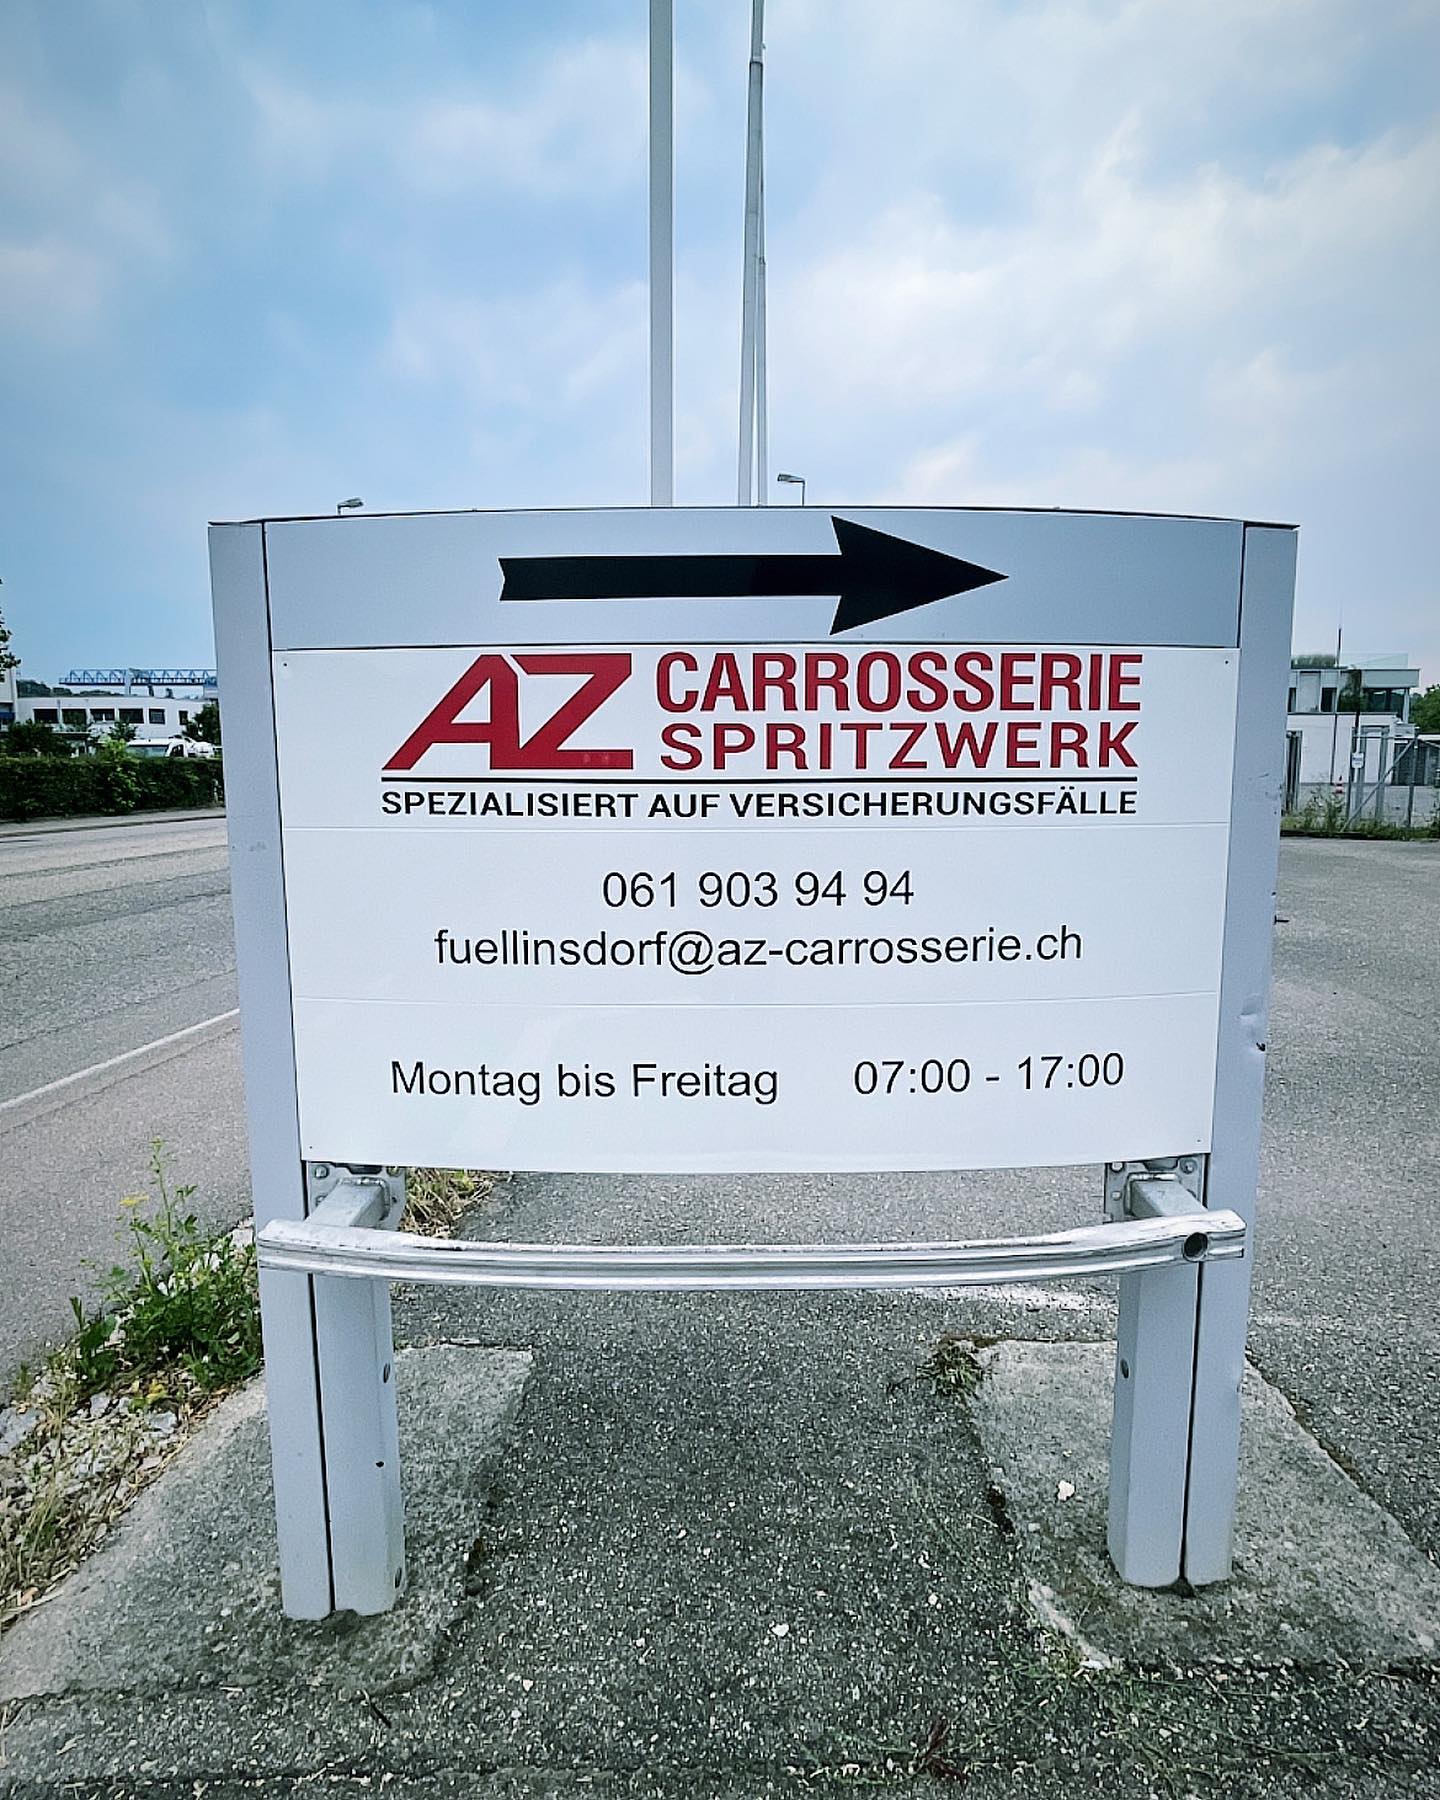 AZ CARROSSERIE
SPRITZWERK
SPEZIALISIERT AUF VERSICHERUNGSFÄLLE
061 903 94 94
fuellinsdorf@az-carrosserie.ch
Montag bis Freitag 07:00 - 17:00